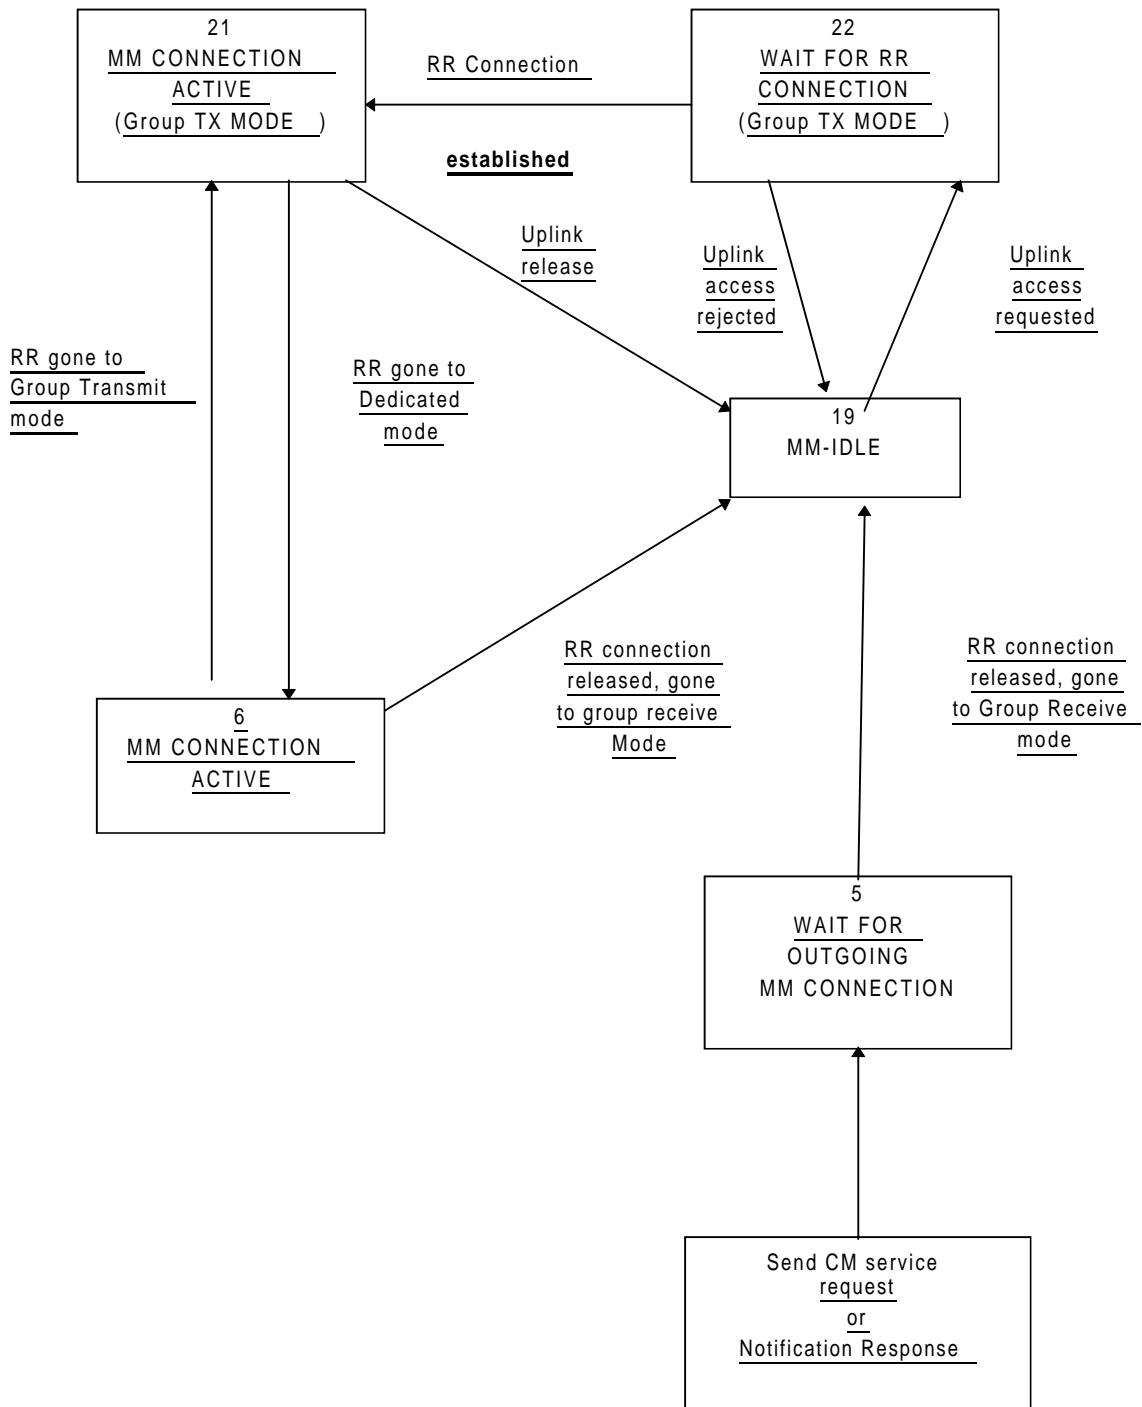 21
MM CONNECTION
ACTIVE
(Group TX MODE )
RR Connection
established
22
WAIT FOR RR
CONNECTION
(Group TX MODE )
Uplink
release
Uplink
access
rejected
Uplink
access
requested
RR gone to
Group Transmit
mode
RR gone to
Dedicated
mode
19
MM-IDLE
RR connection
released, gone
to group receive
Mode
RR connection
released, gone
to Group Receive
mode
6
MM CONNECTION
ACTIVE
5
WAIT FOR
OUTGOING
MM CONNECTION
Send CM service
request
or
Notification Response